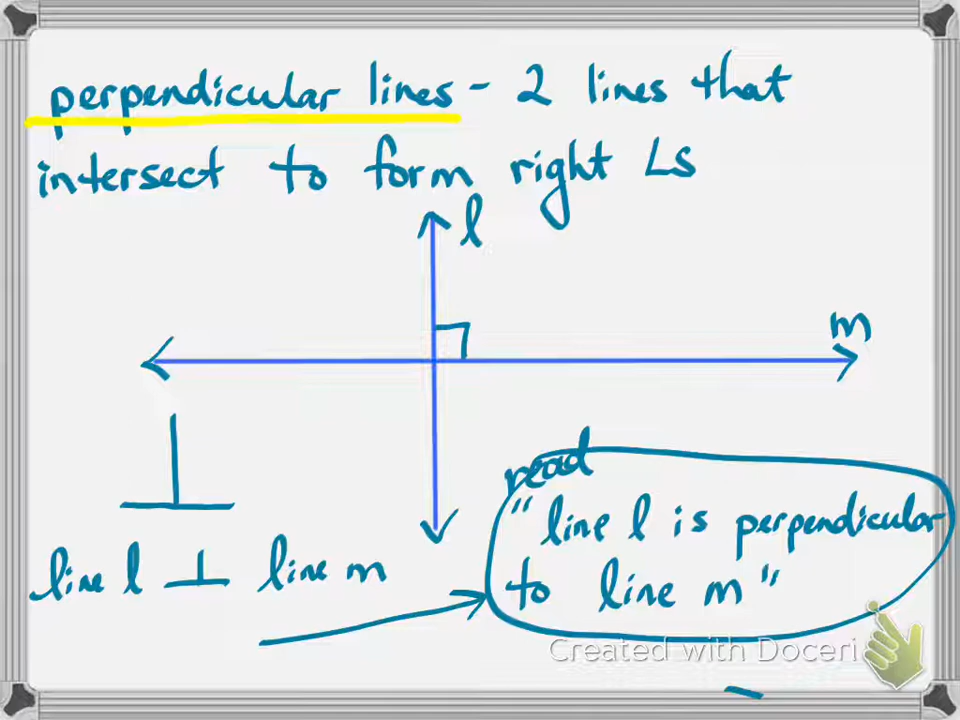 perpendicular lines - 2 lines that
intersect to form right ∠s
l
m
⊥
line l ⊥ line m
read
"line l is perpendicular
to line m"
Created with Doceri